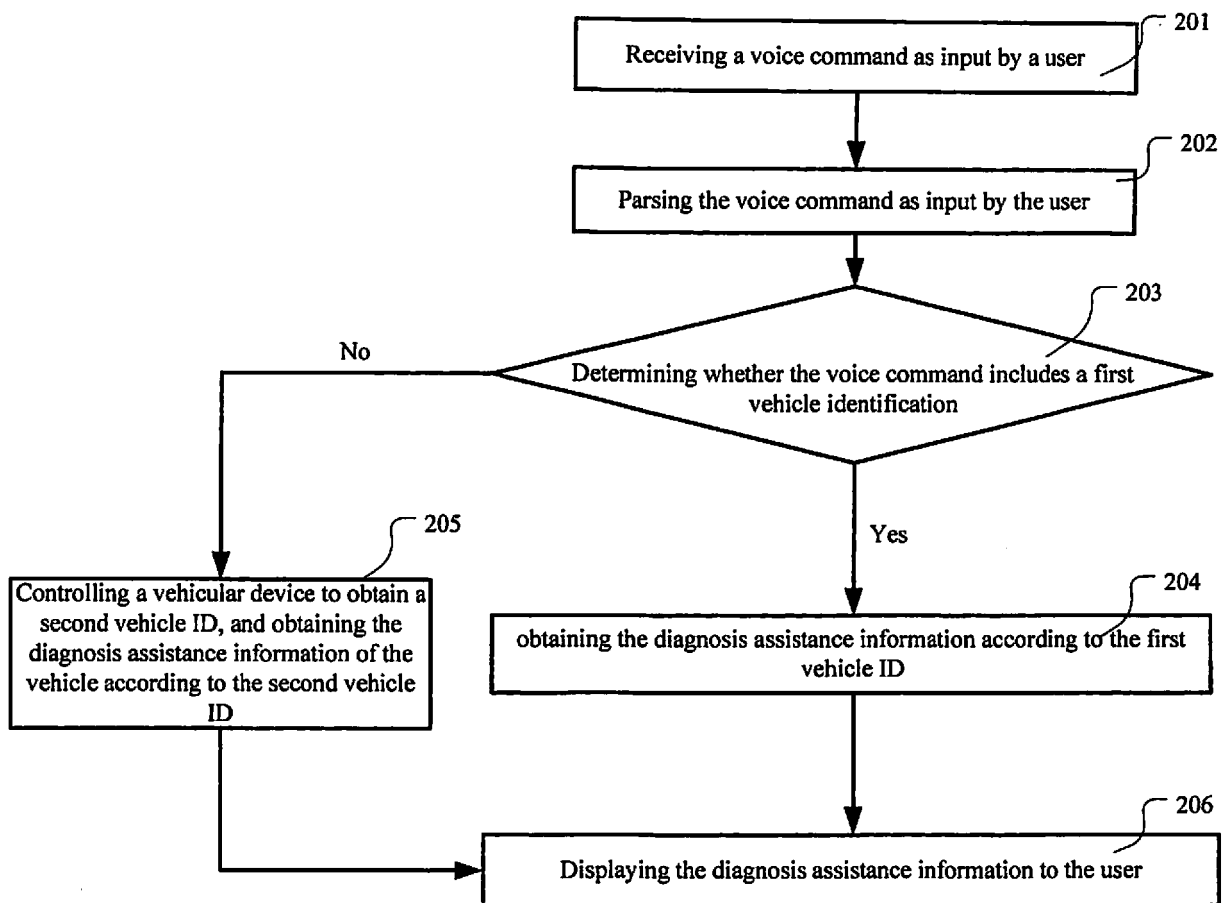 201
Receiving a voice command as input by a user
202
Parsing the voice command as input by the user
203
No
Determining whether the voice command includes a first
vehicle identification
205
Yes
Controlling a vehicular device to obtain a
second vehicle ID, and obtaining the
diagnosis assistance information of the
vehicle according to the second vehicle
ID
204
obtaining the diagnosis assistance information according to the first
vehicle ID
206
Displaying the diagnosis assistance information to the user